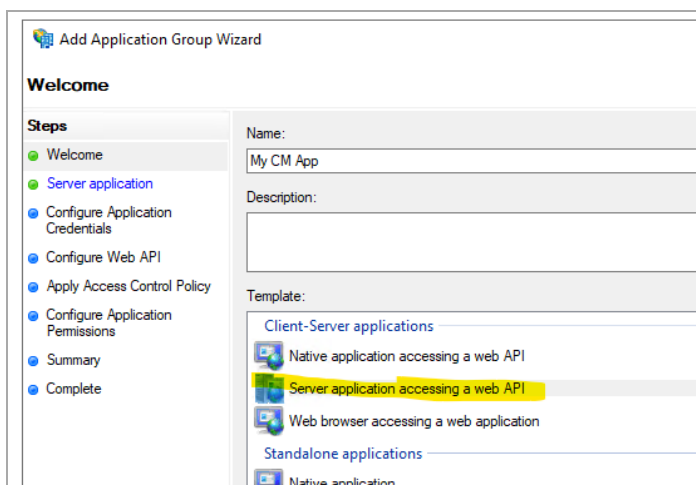 Add Application Group Wizard
Welcome
Steps
Welcome
Server application
Configure Application
Credentials
Configure Web API
Apply Access Control Policy
Configure Application
Permissions
Summary
Complete
Name:
My CM App
Description:
Template:
Client-Server applications
Native application accessing a web API
Server application accessing a web API
Web browser accessing a web application
Standalone applications
Native application